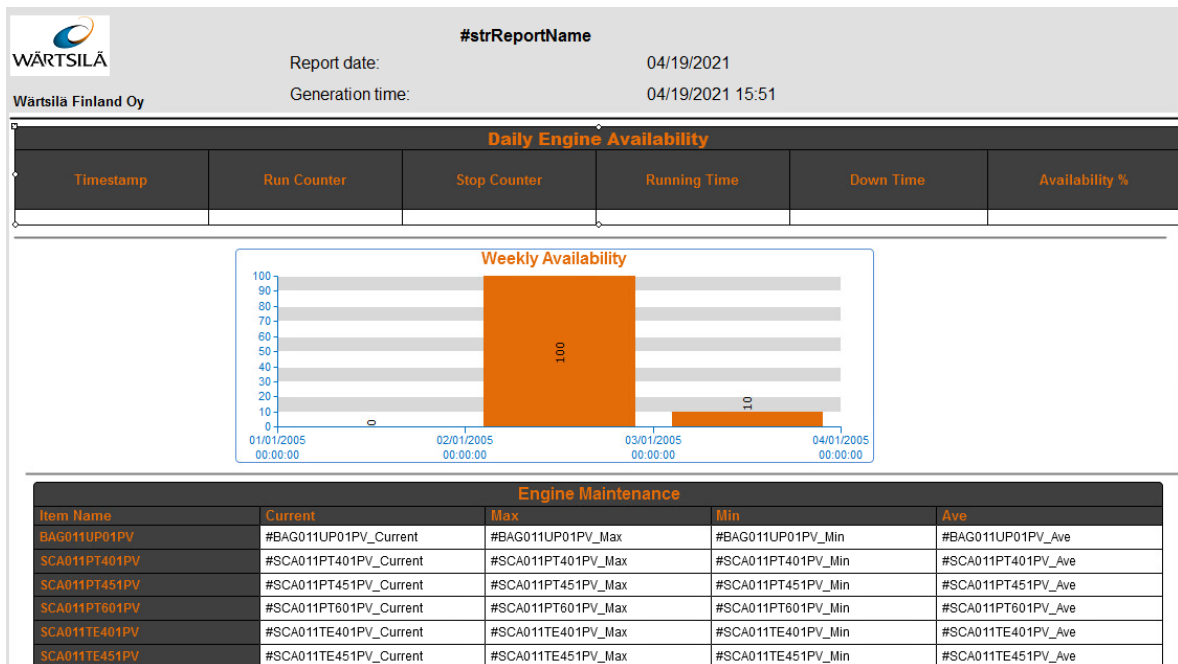 WÄRTSILÄ
Wärtsilä Finland Oy
#strReportName
Report date: 04/19/2021
Generation time: 04/19/2021 15:51
Daily Engine Availability
Timestamp Run Counter Stop Counter Running Time Down Time Availability %
Weekly Availability
100
90
80
70
60
50
40
30
20
10
0
0
100
10
01/01/2005 02/01/2005 03/01/2005 04/01/2005
00:00:00 00:00:00 00:00:00 00:00:00
Engine Maintenance
Item Name Current Max Min Ave
BAG011UP01PV #BAG011UP01PV_Current #BAG011UP01PV_Max #BAG011UP01PV_Min #BAG011UP01PV_Ave
SCA011PT401PV #SCA011PT401PV_Current #SCA011PT401PV_Max #SCA011PT401PV_Min #SCA011PT401PV_Ave
SCA011PT451PV #SCA011PT451PV_Current #SCA011PT451PV_Max #SCA011PT451PV_Min #SCA011PT451PV_Ave
SCA011PT601PV #SCA011PT601PV_Current #SCA011PT601PV_Max #SCA011PT601PV_Min #SCA011PT601PV_Ave
SCA011TE401PV #SCA011TE401PV_Current #SCA011TE401PV_Max #SCA011TE401PV_Min #SCA011TE401PV_Ave
SCA011TE451PV #SCA011TE451PV_Current #SCA011TE451PV_Max #SCA011TE451PV_Min #SCA011TE451PV_Ave